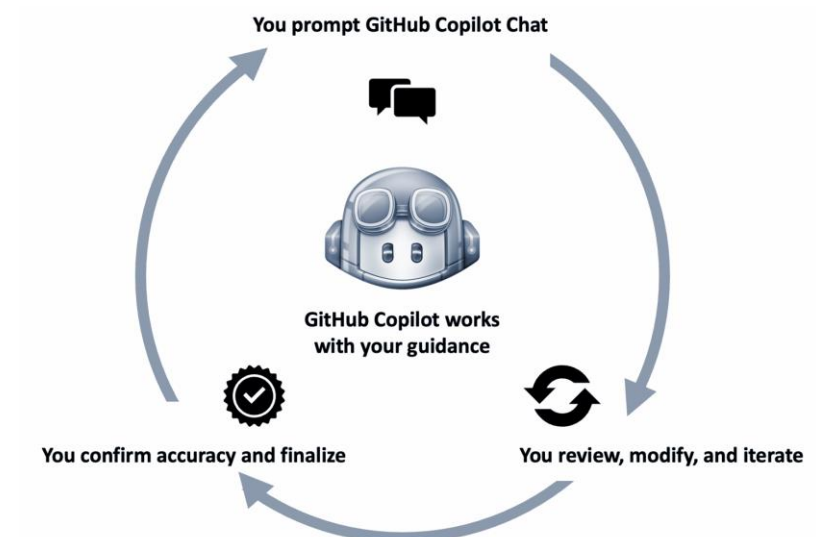 You prompt GitHub Copilot Chat
GitHub Copilot works
with your guidance
You confirm accuracy and finalize
You review, modify, and iterate